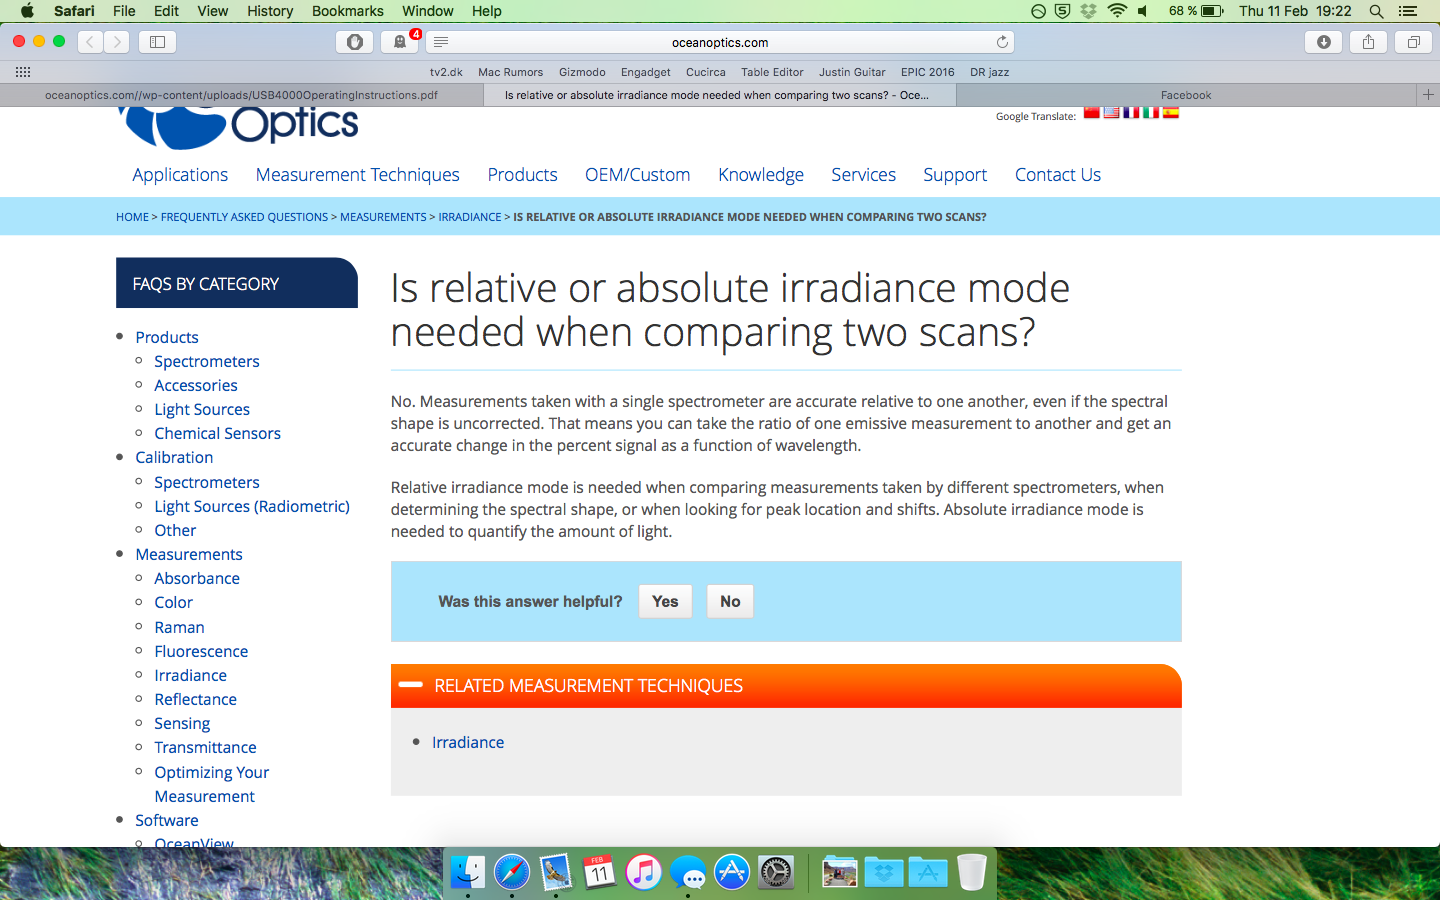 Safari File Edit View History Bookmarks Window Help 68 % Thu 11 Feb 19:22
4 oceanoptics.com
tv2.dk Mac Rumors Gizmodo Engadget Cucirca Table Editor Justin Guitar EPIC 2016 DR jazz
oceanoptics.com//wp-content/uploads/USB4000OperatingInstructions.pdf Is relative or absolute irradiance mode needed when comparing two scans? - Oce... Facebook
Optics
Google Translate:
Applications Measurement Techniques Products OEM/Custom Knowledge Services Support Contact Us
HOME > FREQUENTLY ASKED QUESTIONS > MEASUREMENTS > IRRADIANCE > IS RELATIVE OR ABSOLUTE IRRADIANCE MODE NEEDED WHEN COMPARING TWO SCANS?
FAQS BY CATEGORY
Products
Spectrometers
Accessories
Light Sources
Chemical Sensors
Calibration
Spectrometers
Light Sources (Radiometric)
Other
Measurements
Absorbance
Color
Raman
Fluorescence
Irradiance
Reflectance
Sensing
Transmittance
Optimizing Your
Measurement
Software
OceanView
Is relative or absolute irradiance mode
needed when comparing two scans?
No. Measurements taken with a single spectrometer are accurate relative to one another, even if the spectral
shape is uncorrected. That means you can take the ratio of one emissive measurement to another and get an
accurate change in the percent signal as a function of wavelength.
Relative irradiance mode is needed when comparing measurements taken by different spectrometers, when
determining the spectral shape, or when looking for peak location and shifts. Absolute irradiance mode is
needed to quantify the amount of light.
Was this answer helpful? Yes No
RELATED MEASUREMENT TECHNIQUES
Irradiance
FEB
11